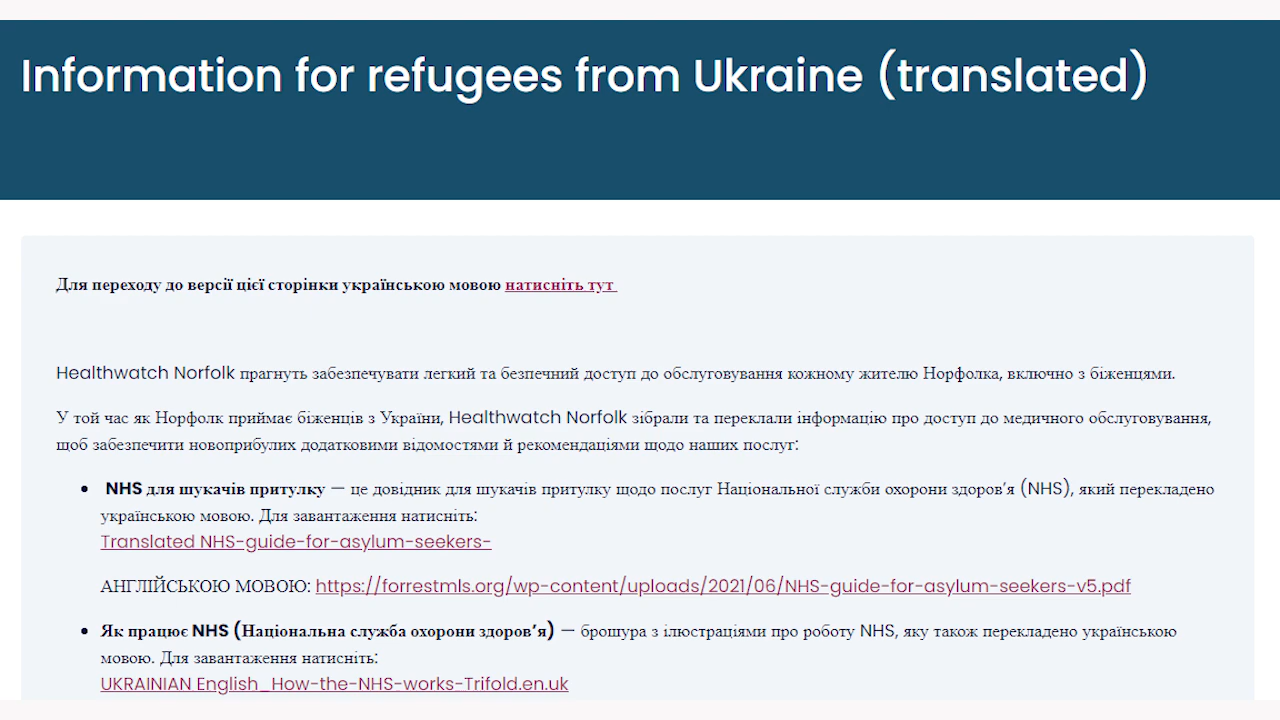 Information for refugees from Ukraine (translated)
Для переходу до версії цієї сторінки українською мовою натисніть тут
Healthwatch Norfolk прагнуть забезпечувати легкий та безпечний доступ до обслуговування кожному жителю Норфолка, включно з біженцями.
У той час як Норфолк приймає біженців з України, Healthwatch Norfolk зібрали та переклали інформацію про доступ до медичного обслуговування,
щоб забезпечити новоприбулих додатковими відомостями й рекомендаціями щодо наших послуг:
• NHS для шукачів притулку — це довідник для шукачів притулку щодо послуг Національної служби охорони здоров’я (NHS), який перекладено
українською мовою. Для завантаження натисніть:
Translated NHS-guide-for-asylum-seekers-
АНГЛІЙСЬКОЮ МОВОЮ: https://forrestmls.org/wp-content/uploads/2021/06/NHS-guide-for-asylum-seekers-v5.pdf
• Як працює NHS (Національна служба охорони здоров’я) — брошура з ілюстраціями про роботу NHS, яку також перекладено українською
мовою. Для завантаження натисніть:
UKRAINIAN English_How-the-NHS-works-Trifold.en.uk